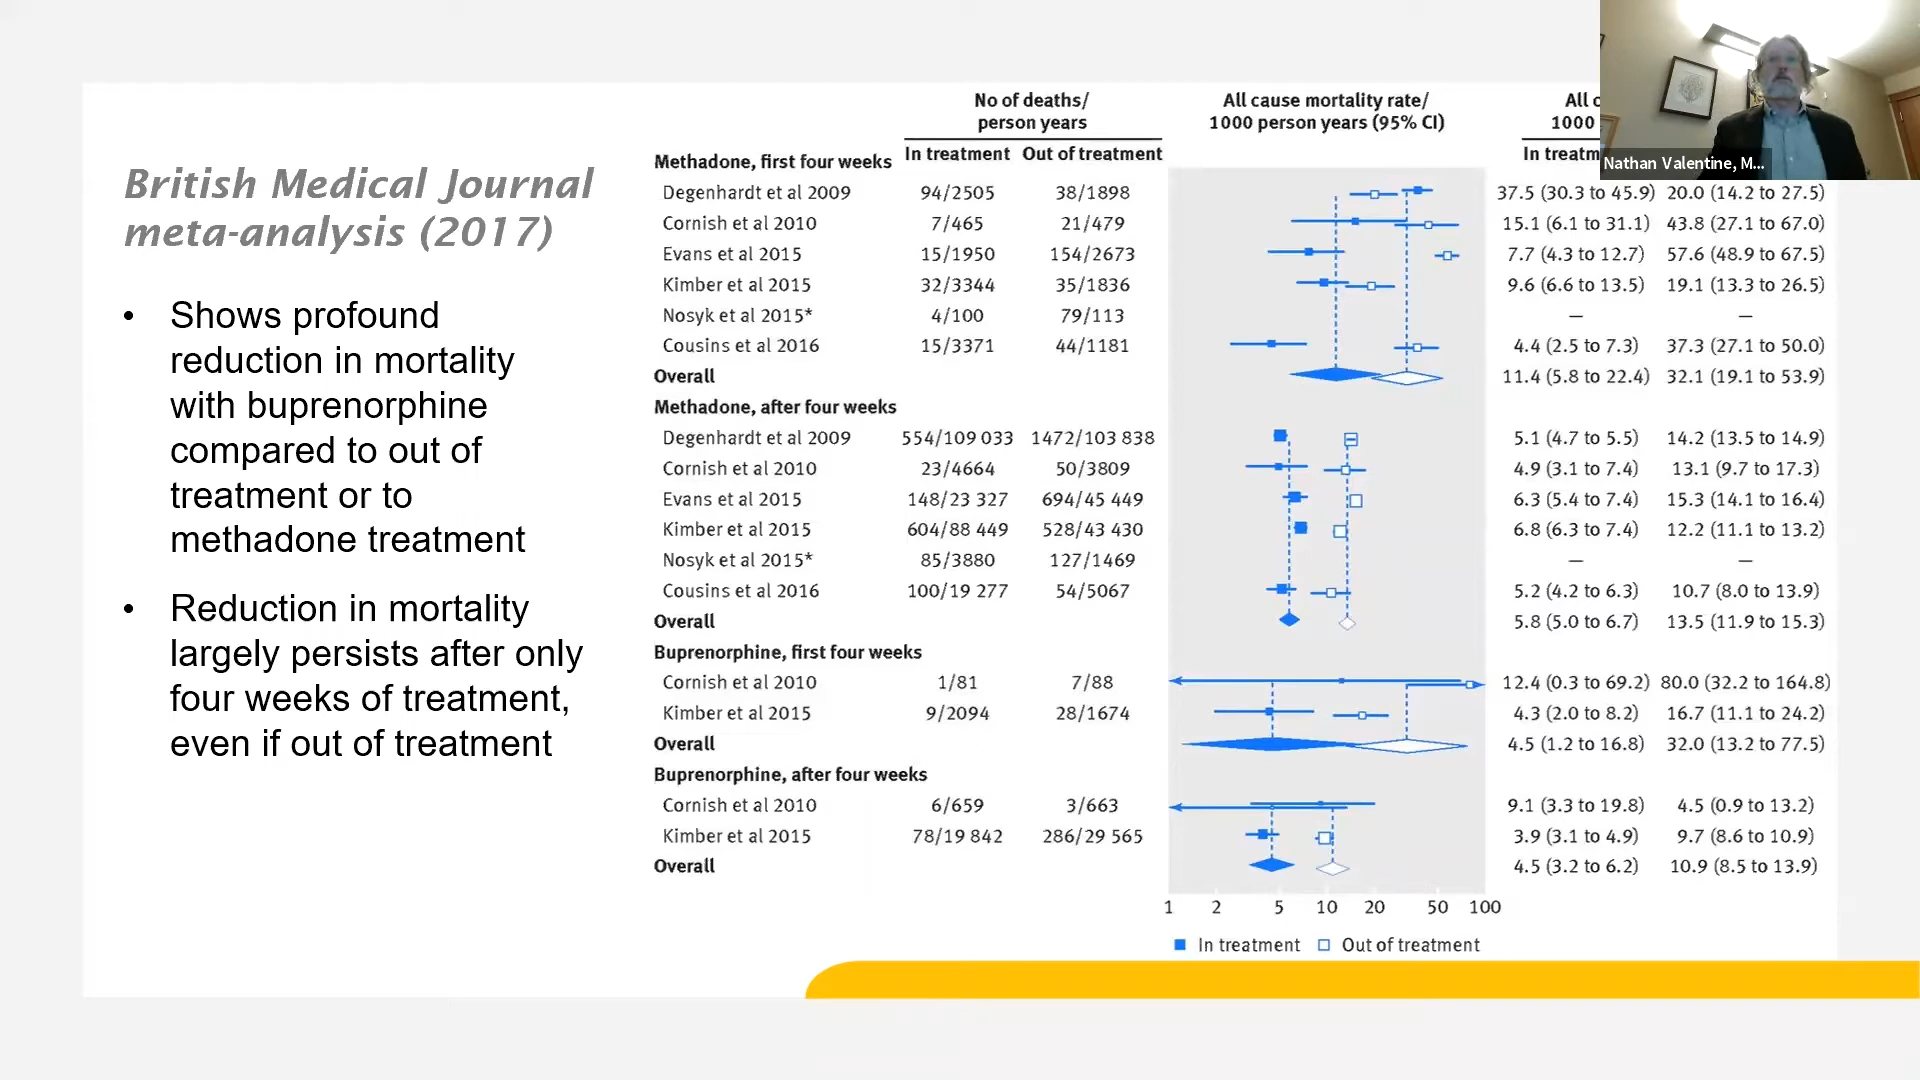 British Medical Journal
meta-analysis (2017)
• Shows profound
reduction in mortality
with buprenorphine
compared to out of
treatment or to
methadone treatment
• Reduction in mortality
largely persists after only
four weeks of treatment,
even if out of treatment
No of deaths/
person years
All cause mortality rate/
1000 person years (95% CI)
All c
1000
In treatment Out of treatment
In treatm
Nathan Valentine, M...
Methadone, first four weeks
Degenhardt et al 2009 94/2505 38/1898 37.5 (30.3 to 45.9) 20.0 (14.2 to 27.5)
Cornish et al 2010 7/465 21/479 15.1 (6.1 to 31.1) 43.8 (27.1 to 67.0)
Evans et al 2015 15/1950 154/2673 7.7 (4.3 to 12.7) 57.6 (48.9 to 67.5)
Kimber et al 2015 32/3344 35/1836 9.6 (6.6 to 13.5) 19.1 (13.3 to 26.5)
Nosyk et al 2015* 4/100 79/113 — —
Cousins et al 2016 15/3371 44/1181 4.4 (2.5 to 7.3) 37.3 (27.1 to 50.0)
Overall 11.4 (5.8 to 22.4) 32.1 (19.1 to 53.9)
Methadone, after four weeks
Degenhardt et al 2009 554/109 033 1472/103 838 5.1 (4.7 to 5.5) 14.2 (13.5 to 14.9)
Cornish et al 2010 23/4664 50/3809 4.9 (3.1 to 7.4) 13.1 (9.7 to 17.3)
Evans et al 2015 148/23 327 694/45 449 6.3 (5.4 to 7.4) 15.3 (14.1 to 16.4)
Kimber et al 2015 604/88 449 528/43 430 6.8 (6.3 to 7.4) 12.2 (11.1 to 13.2)
Nosyk et al 2015* 85/3880 127/1469 — —
Cousins et al 2016 100/19 277 54/5067 5.2 (4.2 to 6.3) 10.7 (8.0 to 13.9)
Overall 5.8 (5.0 to 6.7) 13.5 (11.9 to 15.3)
Buprenorphine, first four weeks
Cornish et al 2010 1/81 7/88 12.4 (0.3 to 69.2) 80.0 (32.2 to 164.8)
Kimber et al 2015 9/2094 28/1674 4.3 (2.0 to 8.2) 16.7 (11.1 to 24.2)
Overall 4.5 (1.2 to 16.8) 32.0 (13.2 to 77.5)
Buprenorphine, after four weeks
Cornish et al 2010 6/659 3/663 9.1 (3.3 to 19.8) 4.5 (0.9 to 13.2)
Kimber et al 2015 78/19 842 286/29 565 3.9 (3.1 to 4.9) 9.7 (8.6 to 10.9)
Overall 4.5 (3.2 to 6.2) 10.9 (8.5 to 13.9)
1 2 5 10 20 50 100
In treatment Out of treatment